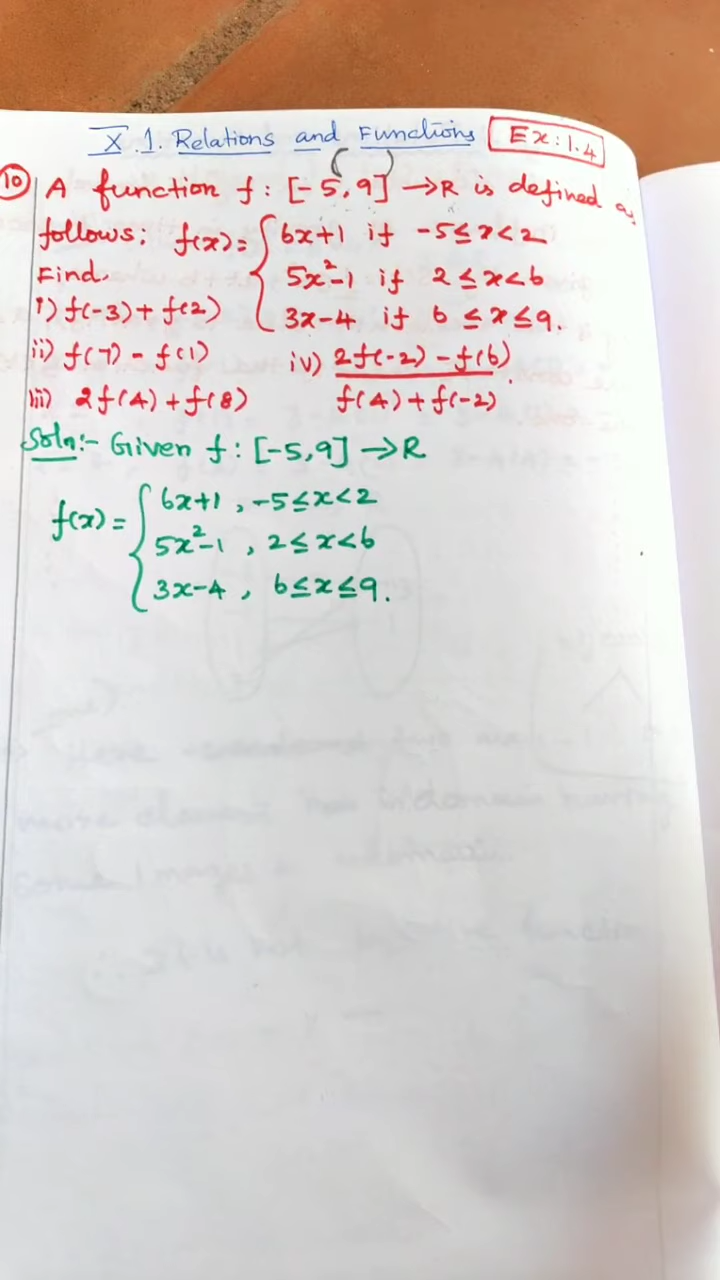 X.1. Relations and Functions Ex:1.4
10 A function f: [-5,9] →R is defined as
follows: f(x)= { 6x+1 if -5≤x<2
Find. 5x²-1 if 2≤x<6
i) f(-3)+f(2) 3x-4 if 6≤x≤9.
ii) f(7)-f(1) iv) 2f(-2)-f(6)
iii) 2f(4)+f(8) f(4)+f(-2).
Soln:- Given f: [-5,9] →R
f(x)= { 6x+1, -5≤x<2
5x²-1, 2≤x<6
3x-4, 6≤x≤9.